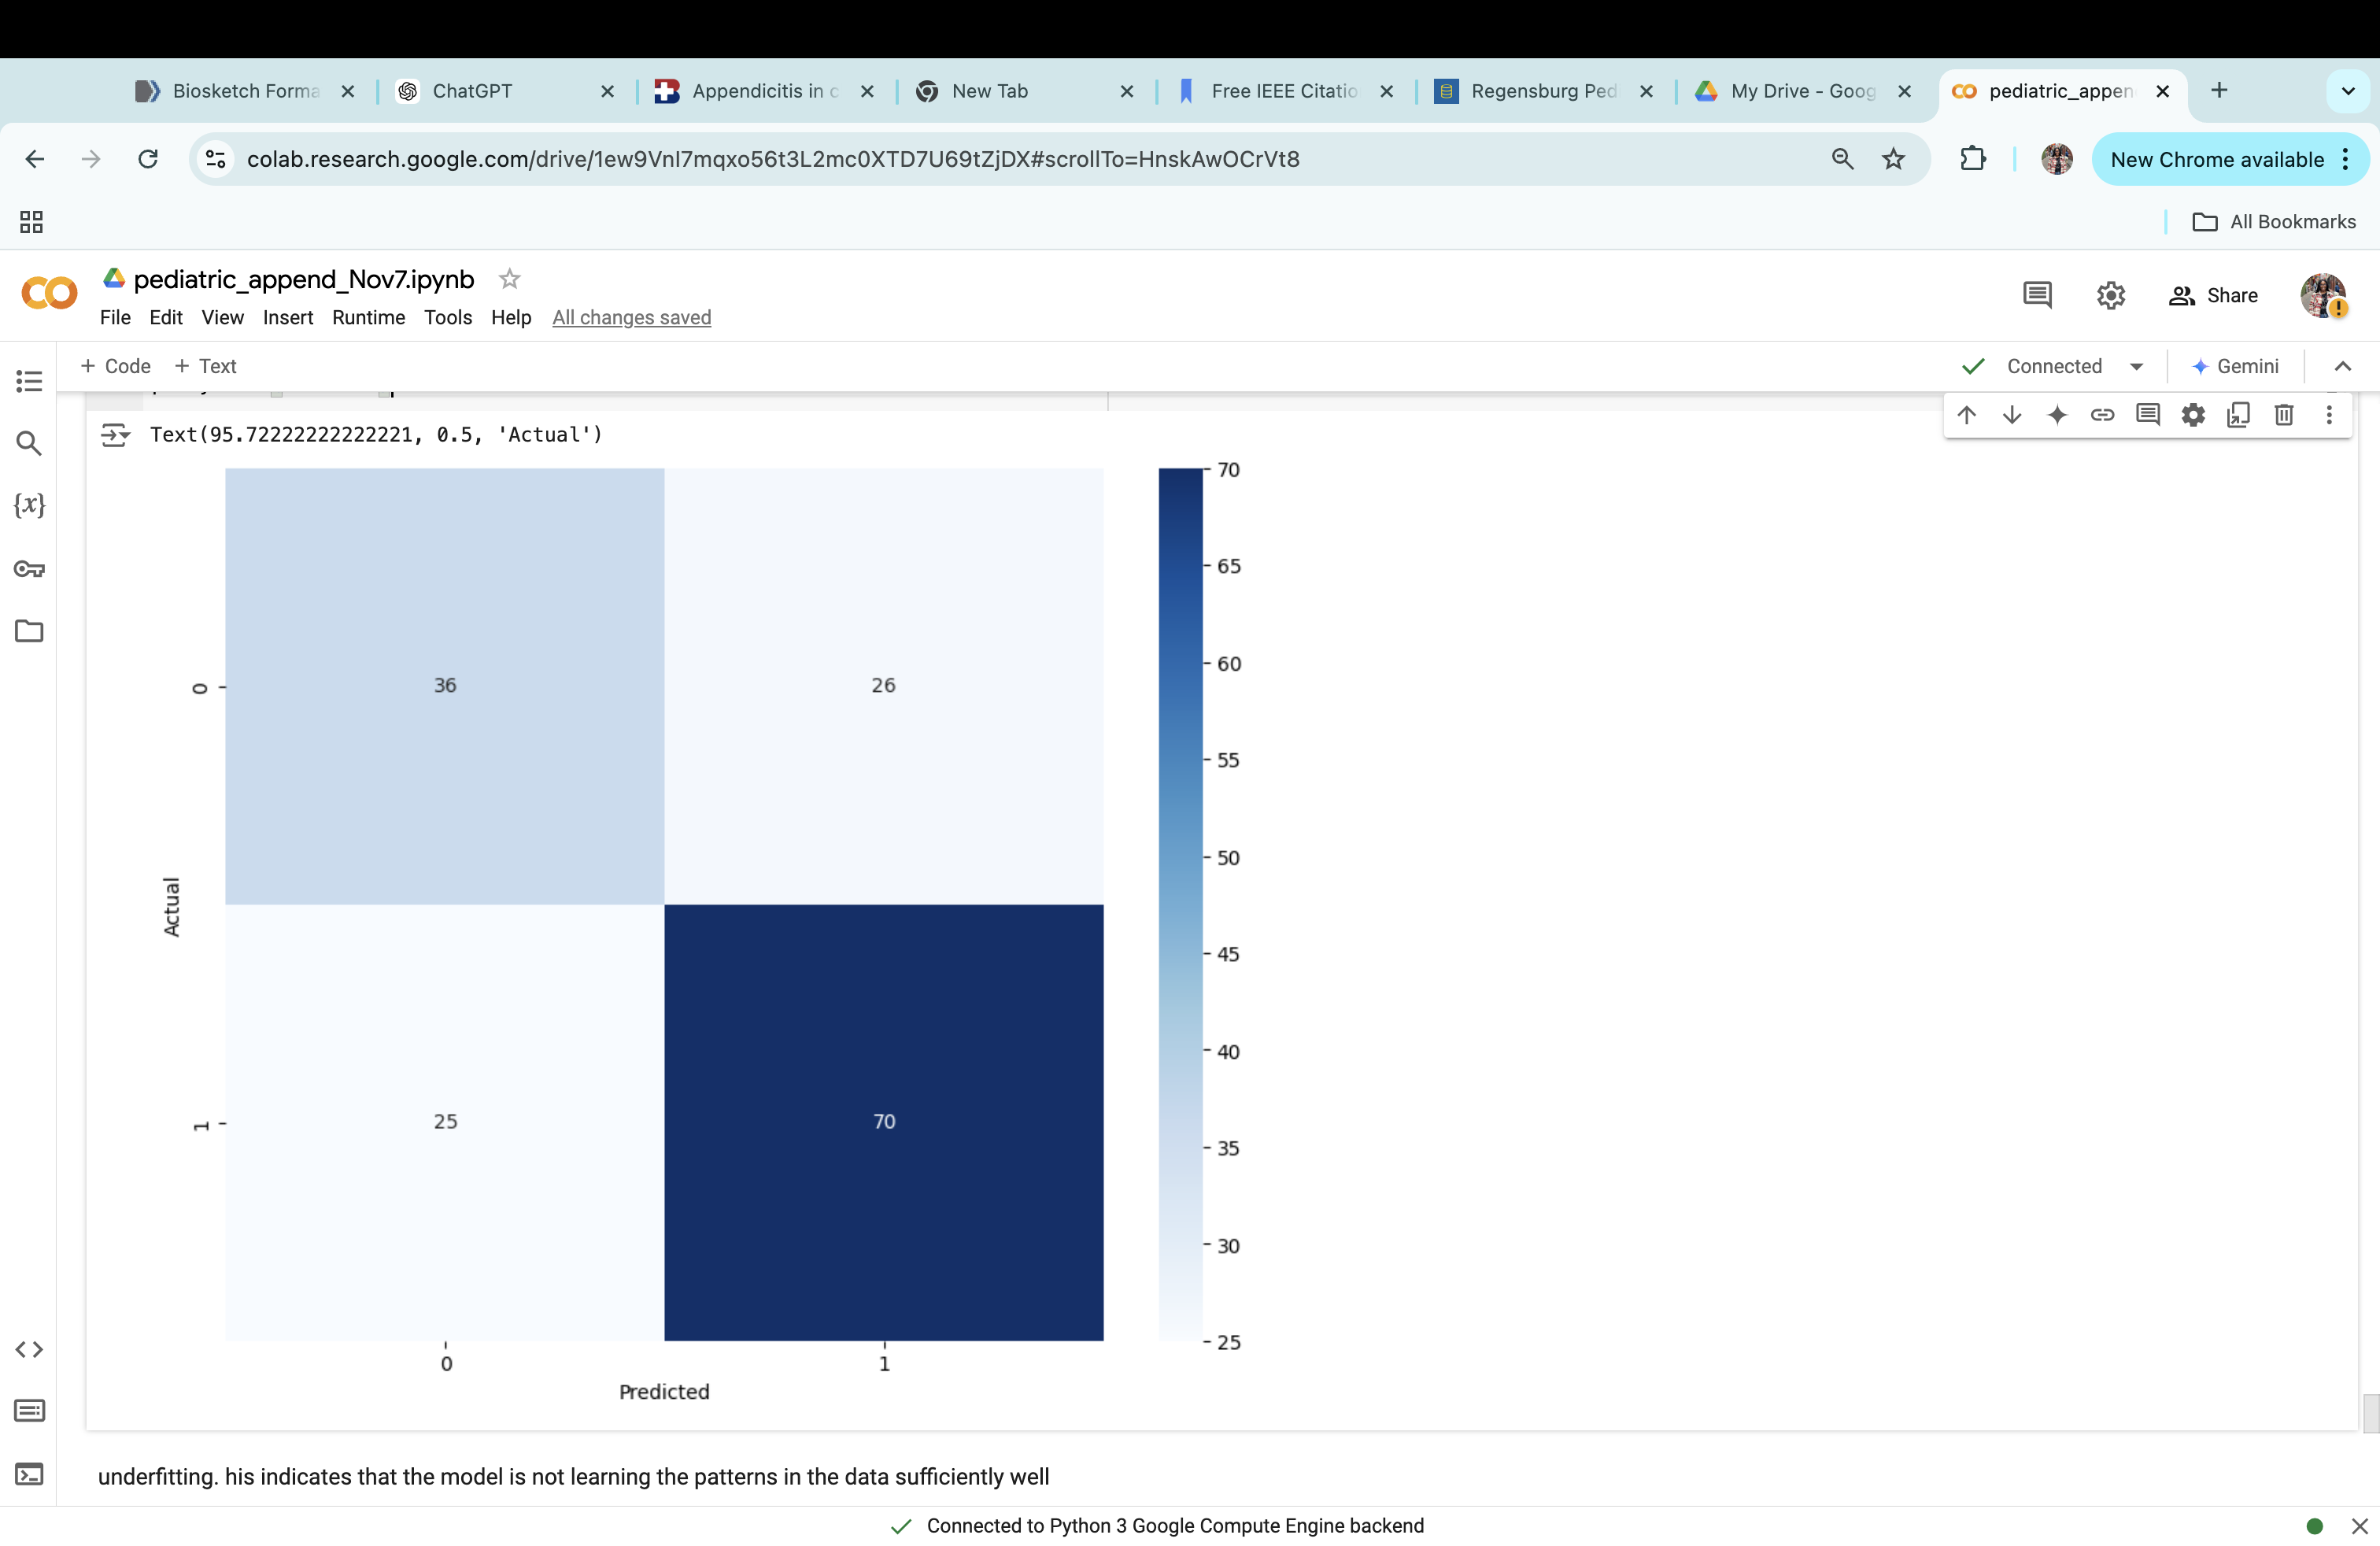 Biosketch Forma
ChatGPT
Appendicitis in c
New Tab
Free IEEE Citatio
Regensburg Ped
My Drive - Goog
pediatric_appen
colab.research.google.com/drive/1ew9Vnl7mqxo56t3L2mc0XTD7U69tZjDX#scrollTo=HnskAwOCrVt8
New Chrome available
All Bookmarks
pediatric_append_Nov7.ipynb
File Edit View Insert Runtime Tools Help All changes saved
Share
+ Code + Text
Connected
Gemini
{x}
Text(95.72222222222221, 0.5, 'Actual')
70
65
60
55
50
45
40
35
30
25
0
36
26
Actual
1
25
70
0
1
Predicted
underfitting. his indicates that the model is not learning the patterns in the data sufficiently well
Connected to Python 3 Google Compute Engine backend